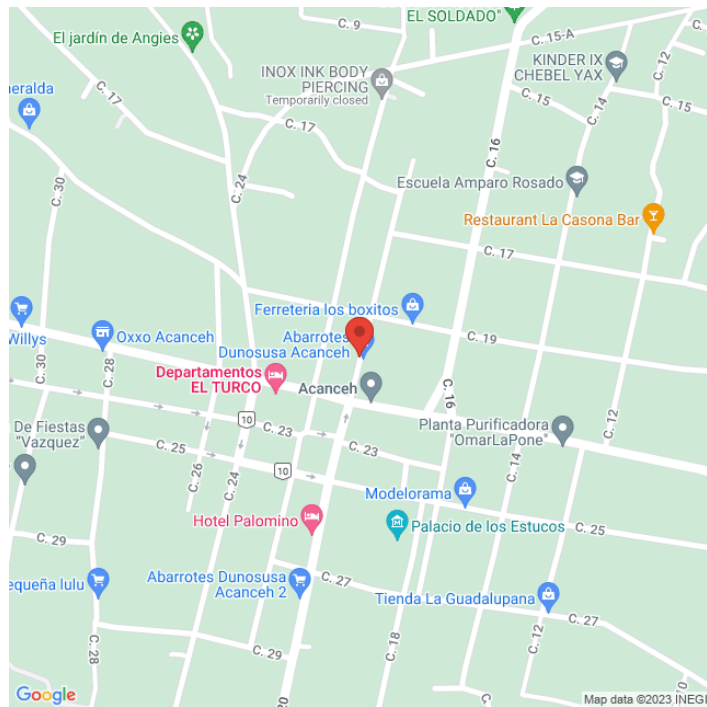 EL SOLDADO"
C. 9
C. 15-A
C. 12
El jardín de Angies
KINDER IX
CHEBEL YAX
INOX INK BODY
PIERCING
Temporarily closed
C. 17
C. 15
C. 14
C. 15
neralda
C. 17
C. 16
C. 24
C. 30
Escuela Amparo Rosado
Restaurant La Casona Bar
C. 17
Ferreteria los boxitos
Willys
Oxxo Acanceh
Abarrotes
Dunosusa Acanceh
C. 19
Departamentos
EL TURCO
Acanceh
C. 30
C. 28
C. 16
C. 12
10
De Fiestas
"Vazquez"
C. 23
C. 23
Planta Purificadora
"OmarLaPone"
C. 25
C. 26
C. 24
10
C. 14
Modelorama
Hotel Palomino
Palacio de los Estucos
C. 25
C. 29
equeña lulu
Abarrotes Dunosusa
Acanceh 2
C. 27
Tienda La Guadalupana
C. 27
C. 28
C. 29
C. 18
C. 12
20
Google
Map data ©2023 INEGI